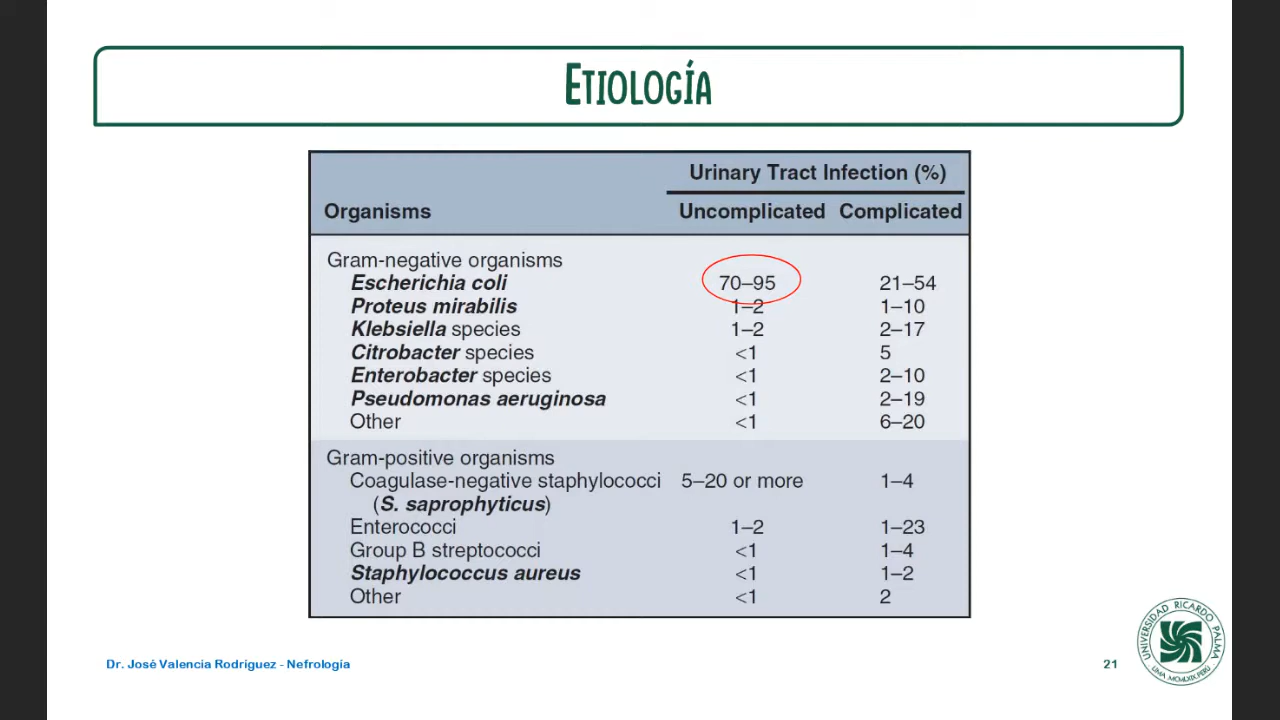 ETIOLOGÍA
Urinary Tract Infection (%)
Organisms Uncomplicated Complicated
Gram-negative organisms
Escherichia coli 70–95 21–54
Proteus mirabilis 1–2 1–10
Klebsiella species 1–2 2–17
Citrobacter species <1 5
Enterobacter species <1 2–10
Pseudomonas aeruginosa <1 2–19
Other <1 6–20
Gram-positive organisms
Coagulase-negative staphylococci 5–20 or more 1–4
(S. saprophyticus)
Enterococci 1–2 1–23
Group B streptococci <1 1–4
Staphylococcus aureus <1 1–2
Other <1 2
Dr. José Valencia Rodríguez - Nefrología
21
UNIVERSIDAD RICARDO PALMA
LIMA MCMLXIX PERÚ